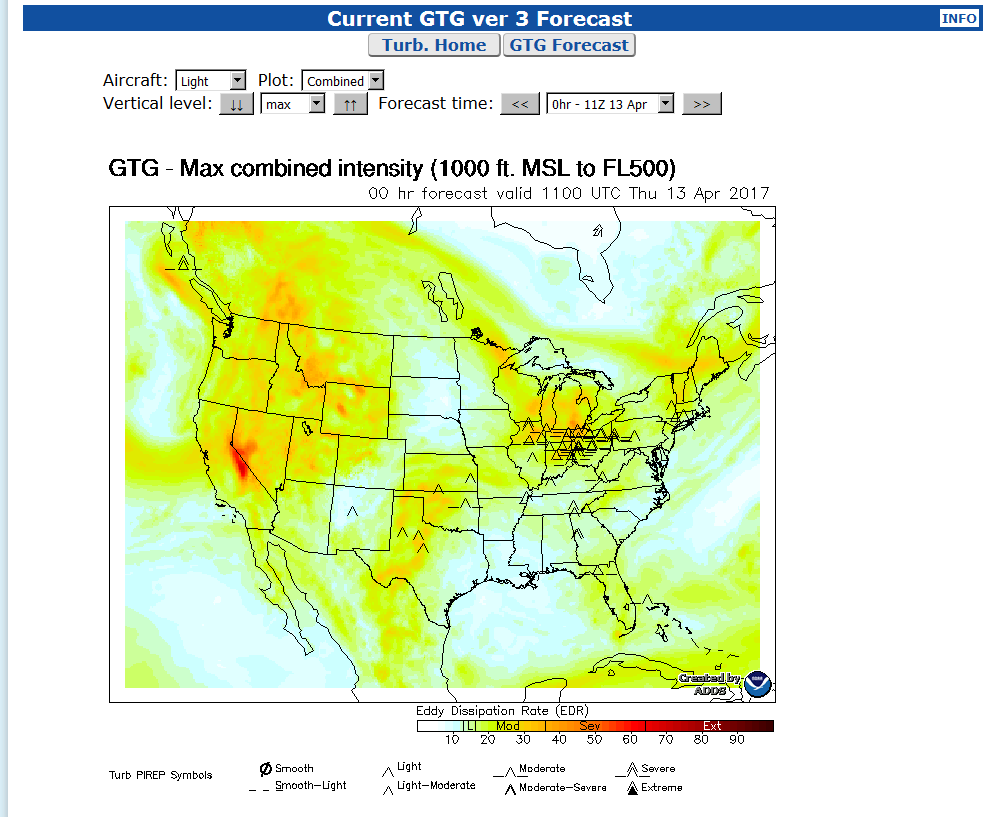 Current GTG ver 3 Forecast
INFO
Turb. Home GTG Forecast
Aircraft: Light Plot: Combined
Vertical level: ↓↓ max ↑↑ Forecast time: << 0hr - 11Z 13 Apr >>
GTG - Max combined intensity (1000 ft. MSL to FL500)
00 hr forecast valid 1100 UTC Thu 13 Apr 2017
Created by
ADDS
Eddy Dissipation Rate (EDR)
L Mod Sev Ext
10 20 30 40 50 60 70 80 90
Turb PIREP Symbols
Smooth Light Moderate Severe
Smooth-Light Light-Moderate Moderate-Severe Extreme